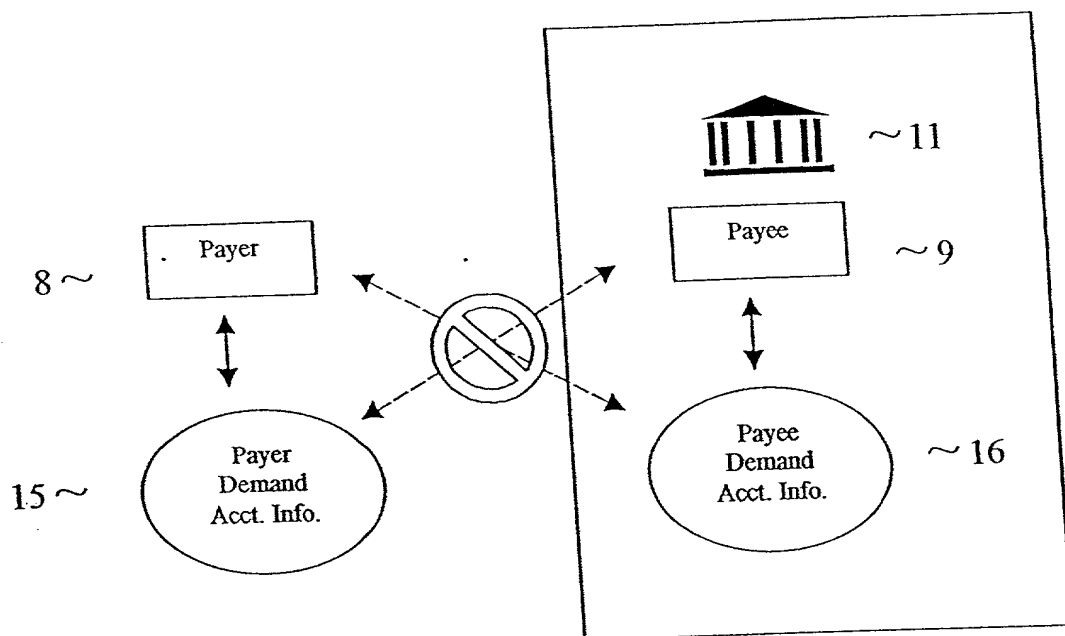 ~ 11
Payer
8 ~
Payee
~ 9
Payer
Demand
Acct. Info.
15 ~
Payee
Demand
Acct. Info.
~ 16